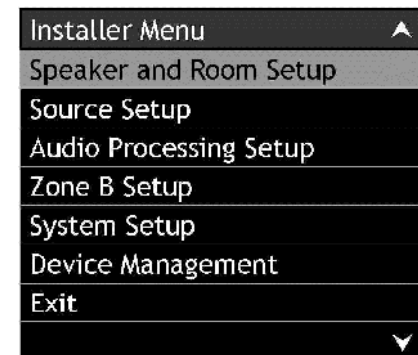 Installer Menu
Speaker and Room Setup
Source Setup
Audio Processing Setup
Zone B Setup
System Setup
Device Management
Exit